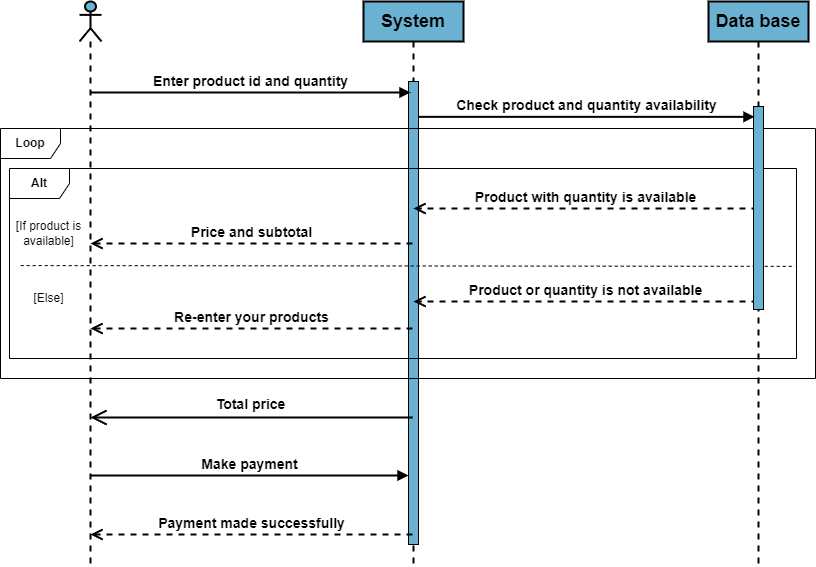 System
Data base
Enter product id and quantity
Check product and quantity availability
Loop
Alt
Product with quantity is available
[If product is
available]
Price and subtotal
Product or quantity is not available
[Else]
Re-enter your products
Total price
Make payment
Payment made successfully